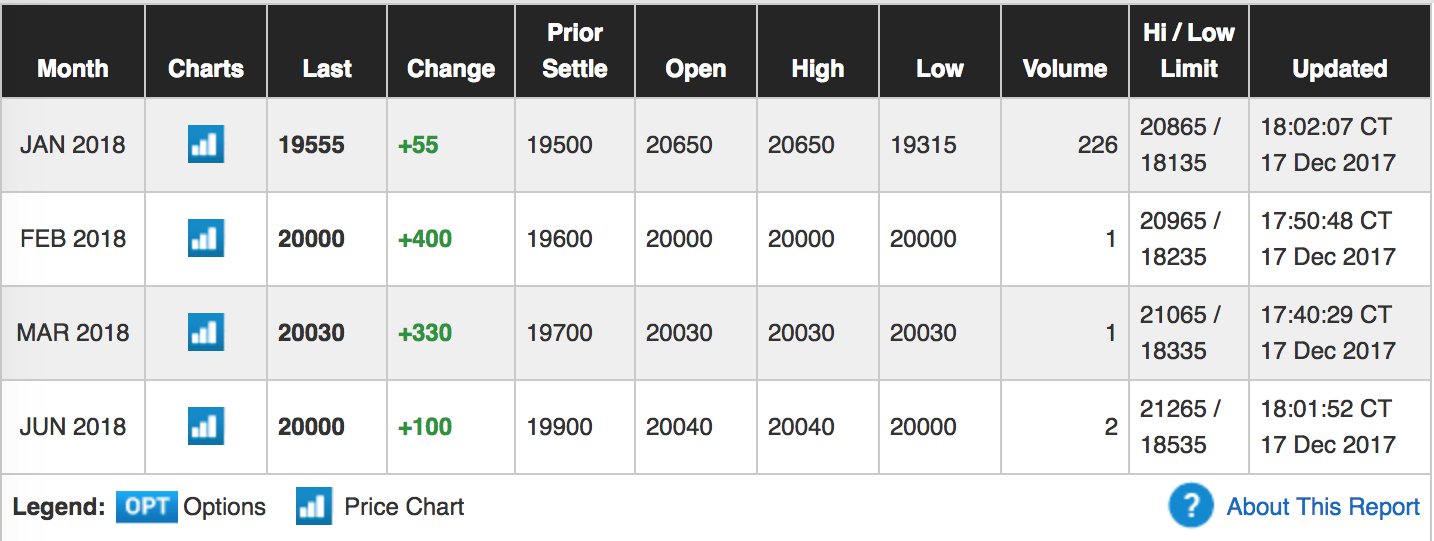 Month Charts Last Change Prior Settle Open High Low Volume Hi / Low Limit Updated
JAN 2018 19555 +55 19500 20650 20650 19315 226 20865 / 18135 18:02:07 CT 17 Dec 2017
FEB 2018 20000 +400 19600 20000 20000 20000 1 20965 / 18235 17:50:48 CT 17 Dec 2017
MAR 2018 20030 +330 19700 20030 20030 20030 1 21065 / 18335 17:40:29 CT 17 Dec 2017
JUN 2018 20000 +100 19900 20040 20040 20000 2 21265 / 18535 18:01:52 CT 17 Dec 2017
Legend: OPT Options Price Chart ? About This Report